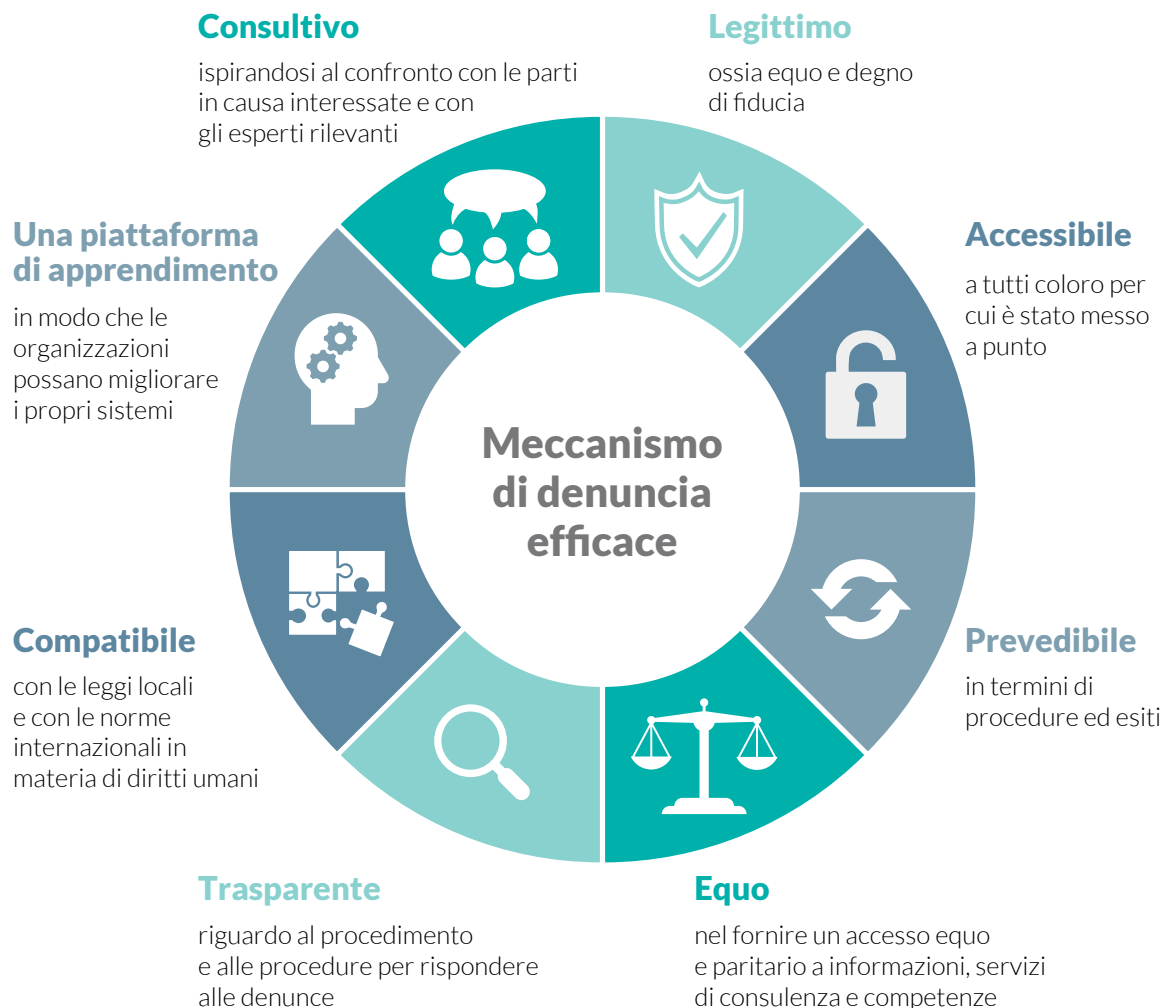 Consultivo
ispirandosi al confronto con le parti
in causa interessate e con
gli esperti rilevanti
Legittimo
ossia equo e degno
di fiducia
Una piattaforma
di apprendimento
in modo che le
organizzazioni
possano migliorare
i propri sistemi
Accessibile
a tutti coloro per
cui è stato messo
a punto
Meccanismo
di denuncia
efficace
Compatibile
con le leggi locali
e con le norme
internazionali in
materia di diritti umani
Prevedibile
in termini di
procedure ed esiti
Trasparente
riguardo al procedimento
e alle procedure per rispondere
alle denunce
Equo
nel fornire un accesso equo
e paritario a informazioni, servizi
di consulenza e competenze